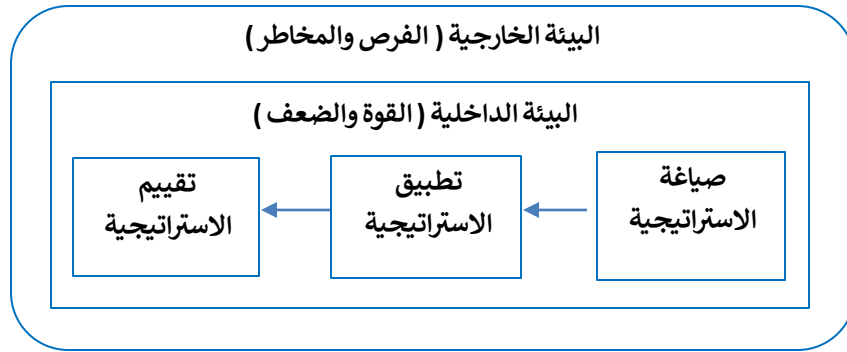 البيئة الخارجية ( الفرص والمخاطر )
البيئة الداخلية ( القوة والضعف )
صياغة
الاستراتيجية
تطبيق
الاستراتيجية
تقييم
الاستراتيجية